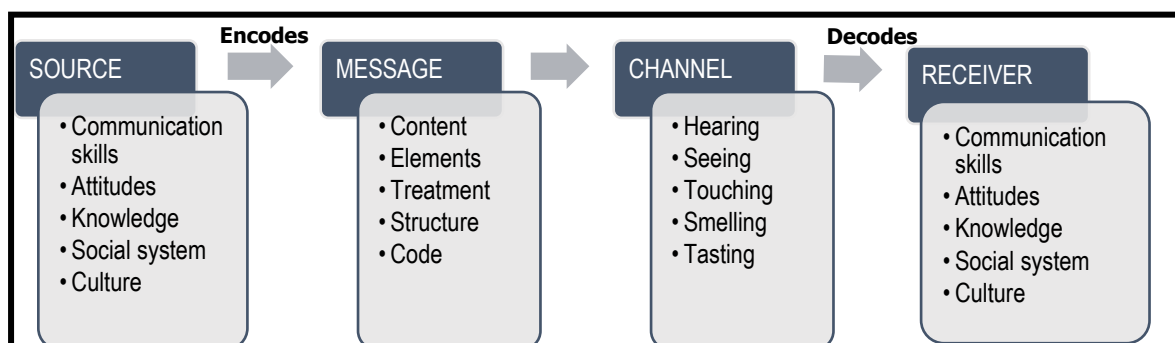 Encodes
Decodes
SOURCE
• Communication
skills
• Attitudes
• Knowledge
• Social system
• Culture
MESSAGE
• Content
• Elements
• Treatment
• Structure
• Code
CHANNEL
• Hearing
• Seeing
• Touching
• Smelling
• Tasting
RECEIVER
• Communication
skills
• Attitudes
• Knowledge
• Social system
• Culture